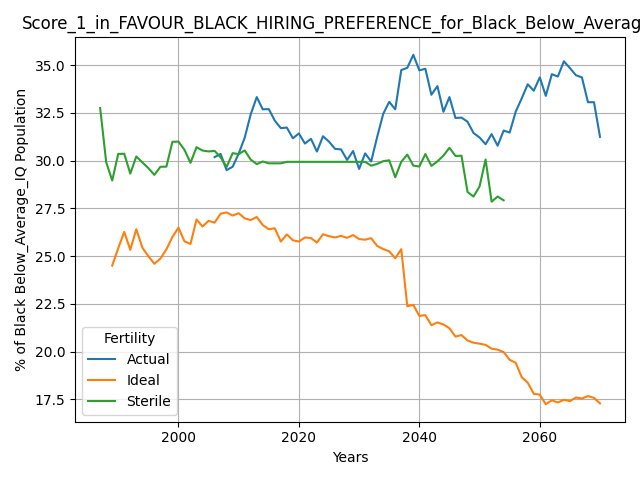 Score_1_in_FAVOUR_BLACK_HIRING_PREFERENCE_for_Black_Below_Averag
% of Black Below_Average_IQ Population
35.0
32.5
30.0
27.5
25.0
22.5
20.0
17.5
Fertility
Actual
Ideal
Sterile
2000 2020 2040 2060
Years